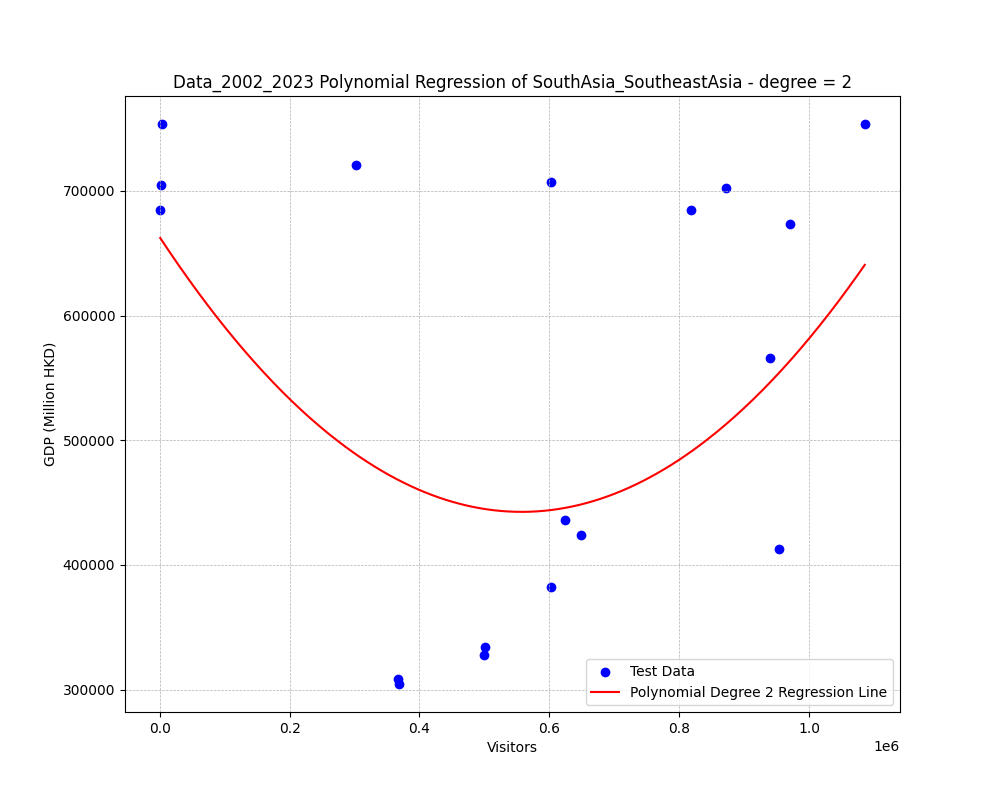 Data_2002_2023 Polynomial Regression of SouthAsia_SoutheastAsia - degree = 2
GDP (Million HKD)
700000
600000
500000
400000
300000
Test Data
Polynomial Degree 2 Regression Line
0.0 0.2 0.4 0.6 0.8 1.0
1e6
Visitors